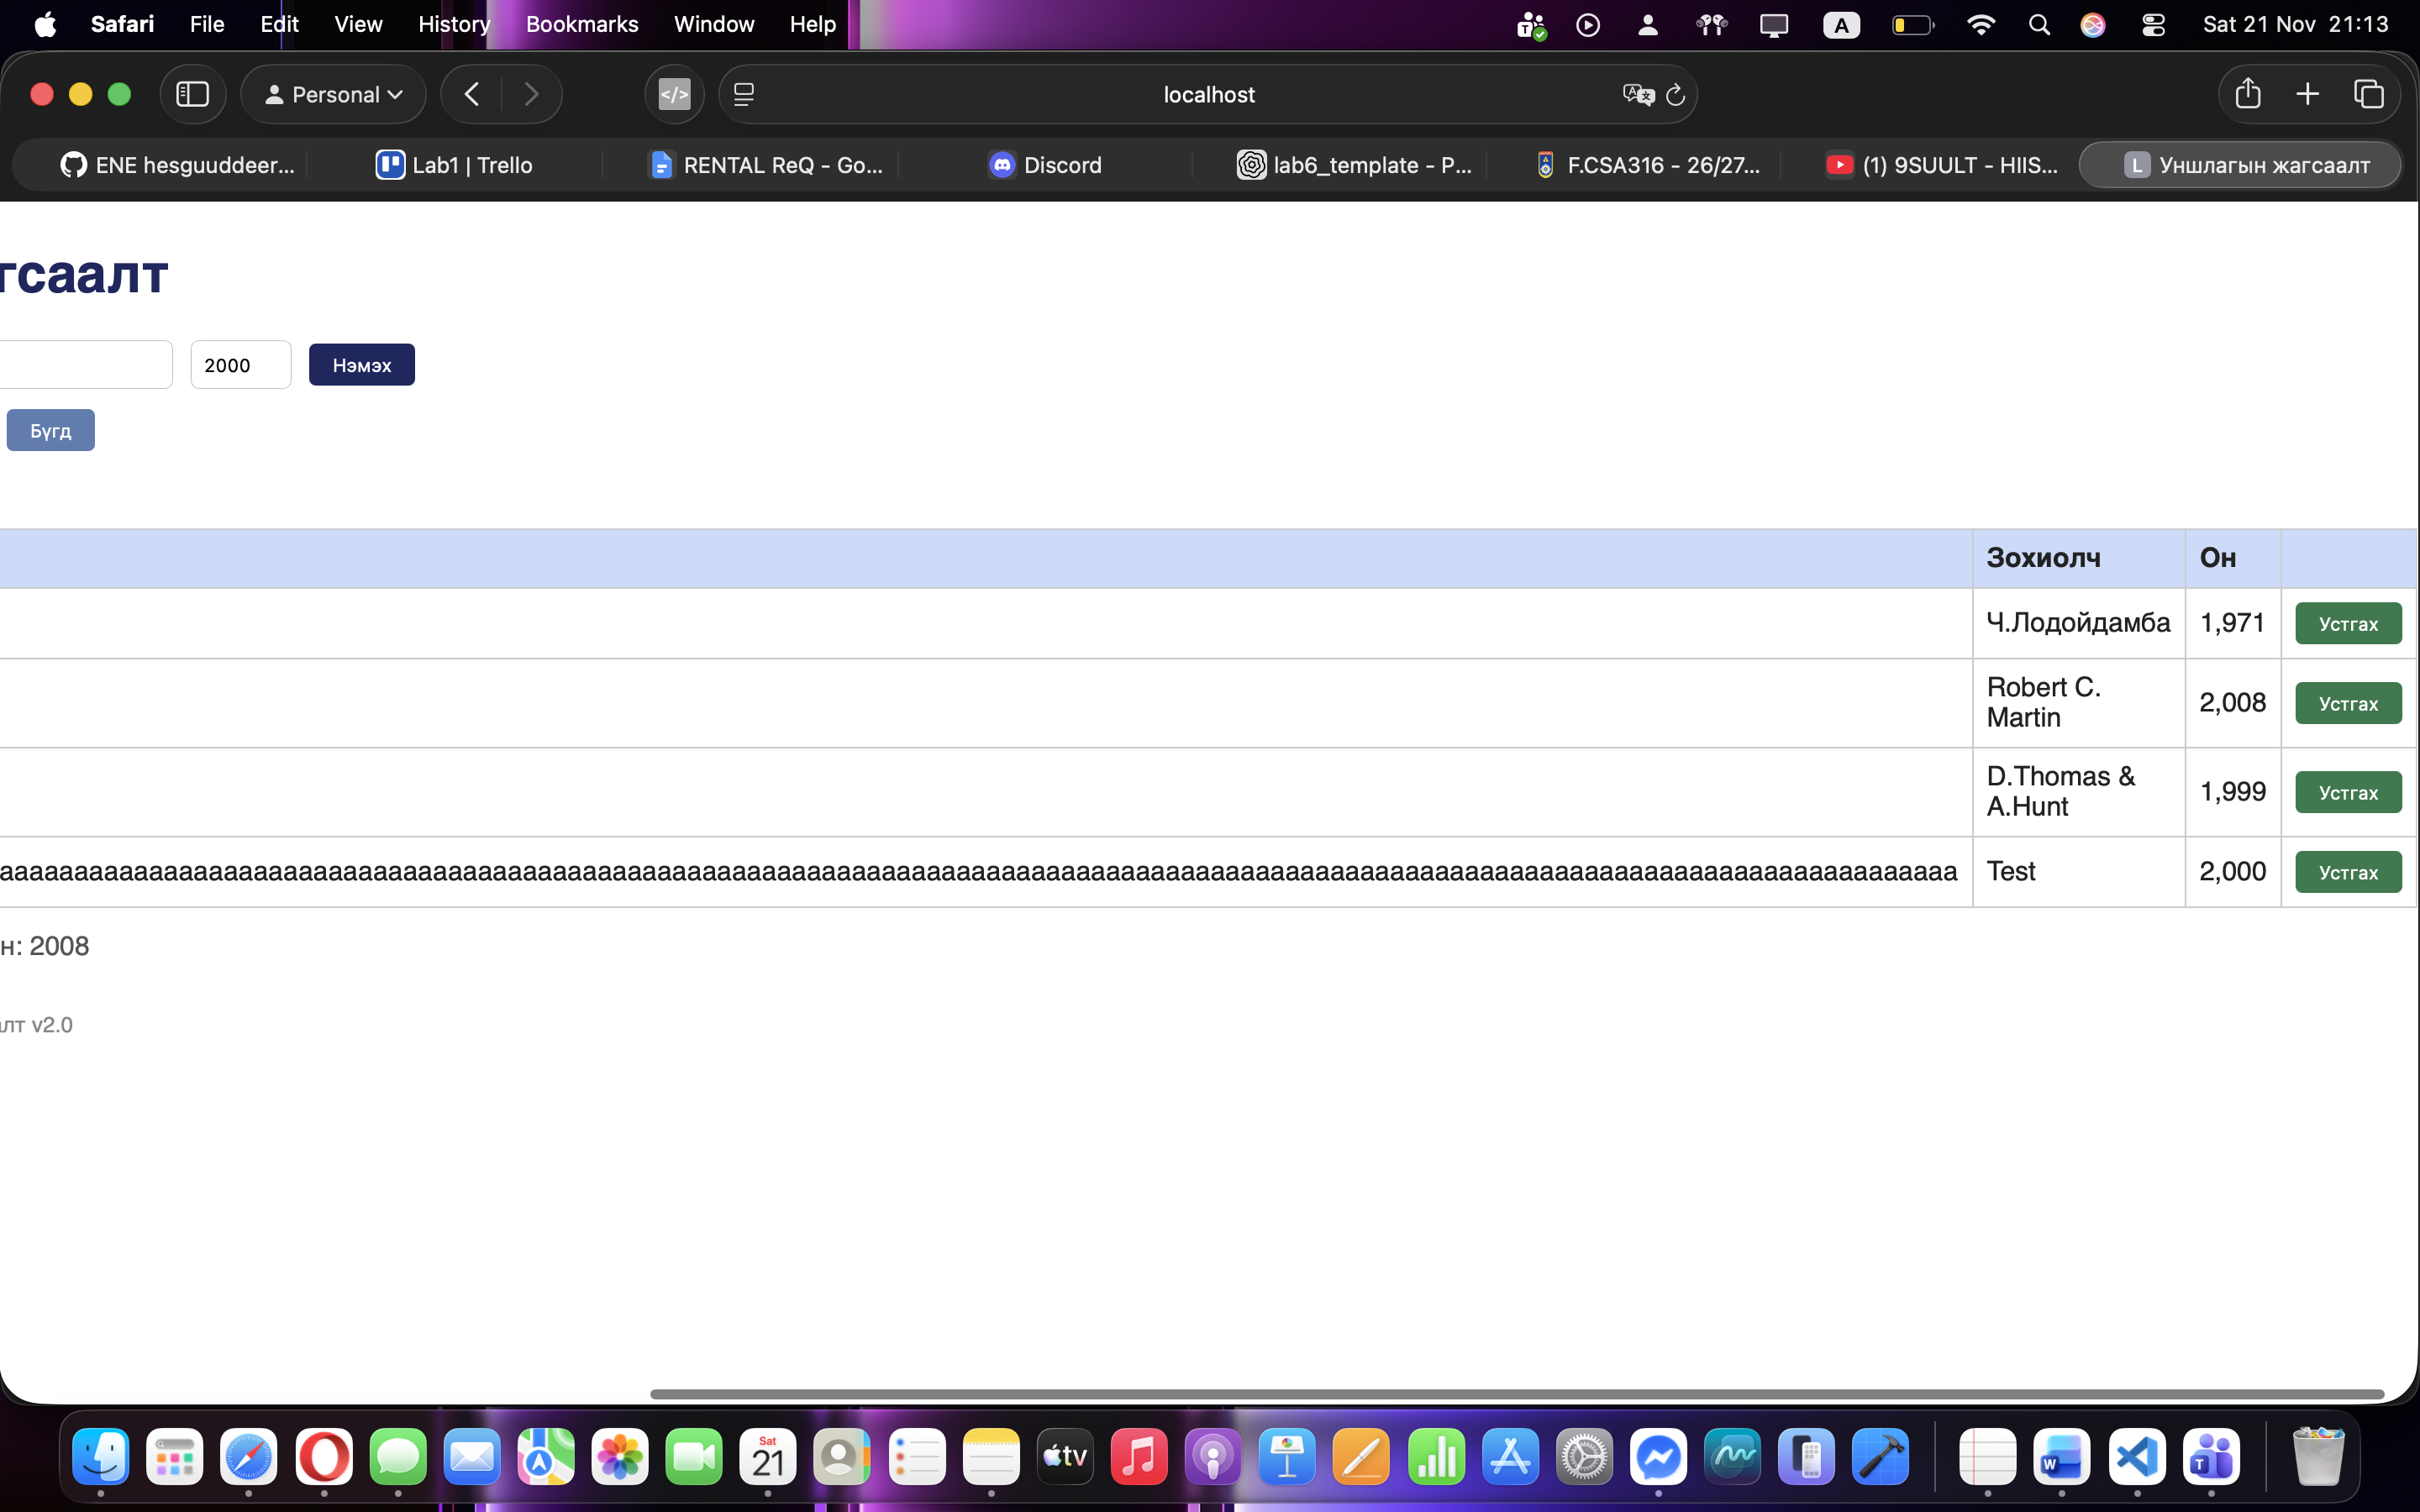 Safari File Edit View History Bookmarks Window Help A Sat 21 Nov 21:13
Personal localhost
ENE hesguuddeer... Lab1 | Trello RENTAL ReQ - Go... Discord lab6_template - P... F.CSA316 - 26/27... (1) 9SUULT - HIIS... L Уншлагын жагсаалт
гсаалт
2000 Нэмэх
Бүгд
Зохиолч Он
Ч.Лодойдамба 1,971 Устгах
Robert C. Martin 2,008 Устгах
D.Thomas & A.Hunt 1,999 Устгах
Test 2,000 Устгах
н: 2008
лт v2.0
Sat 21 tv W T